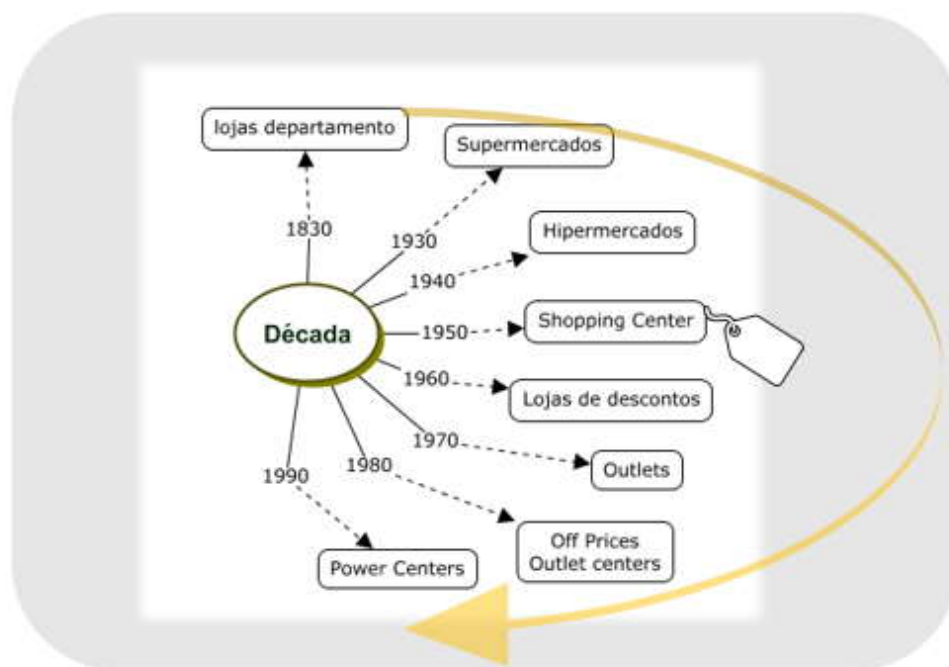 lojas departamento
Supermercados
1830
1930
Hipermercados
1940
Década
1950
Shopping Center
1960
Lojas de descontos
1970
Outlets
1980
1990
Off Prices
Outlet centers
Power Centers